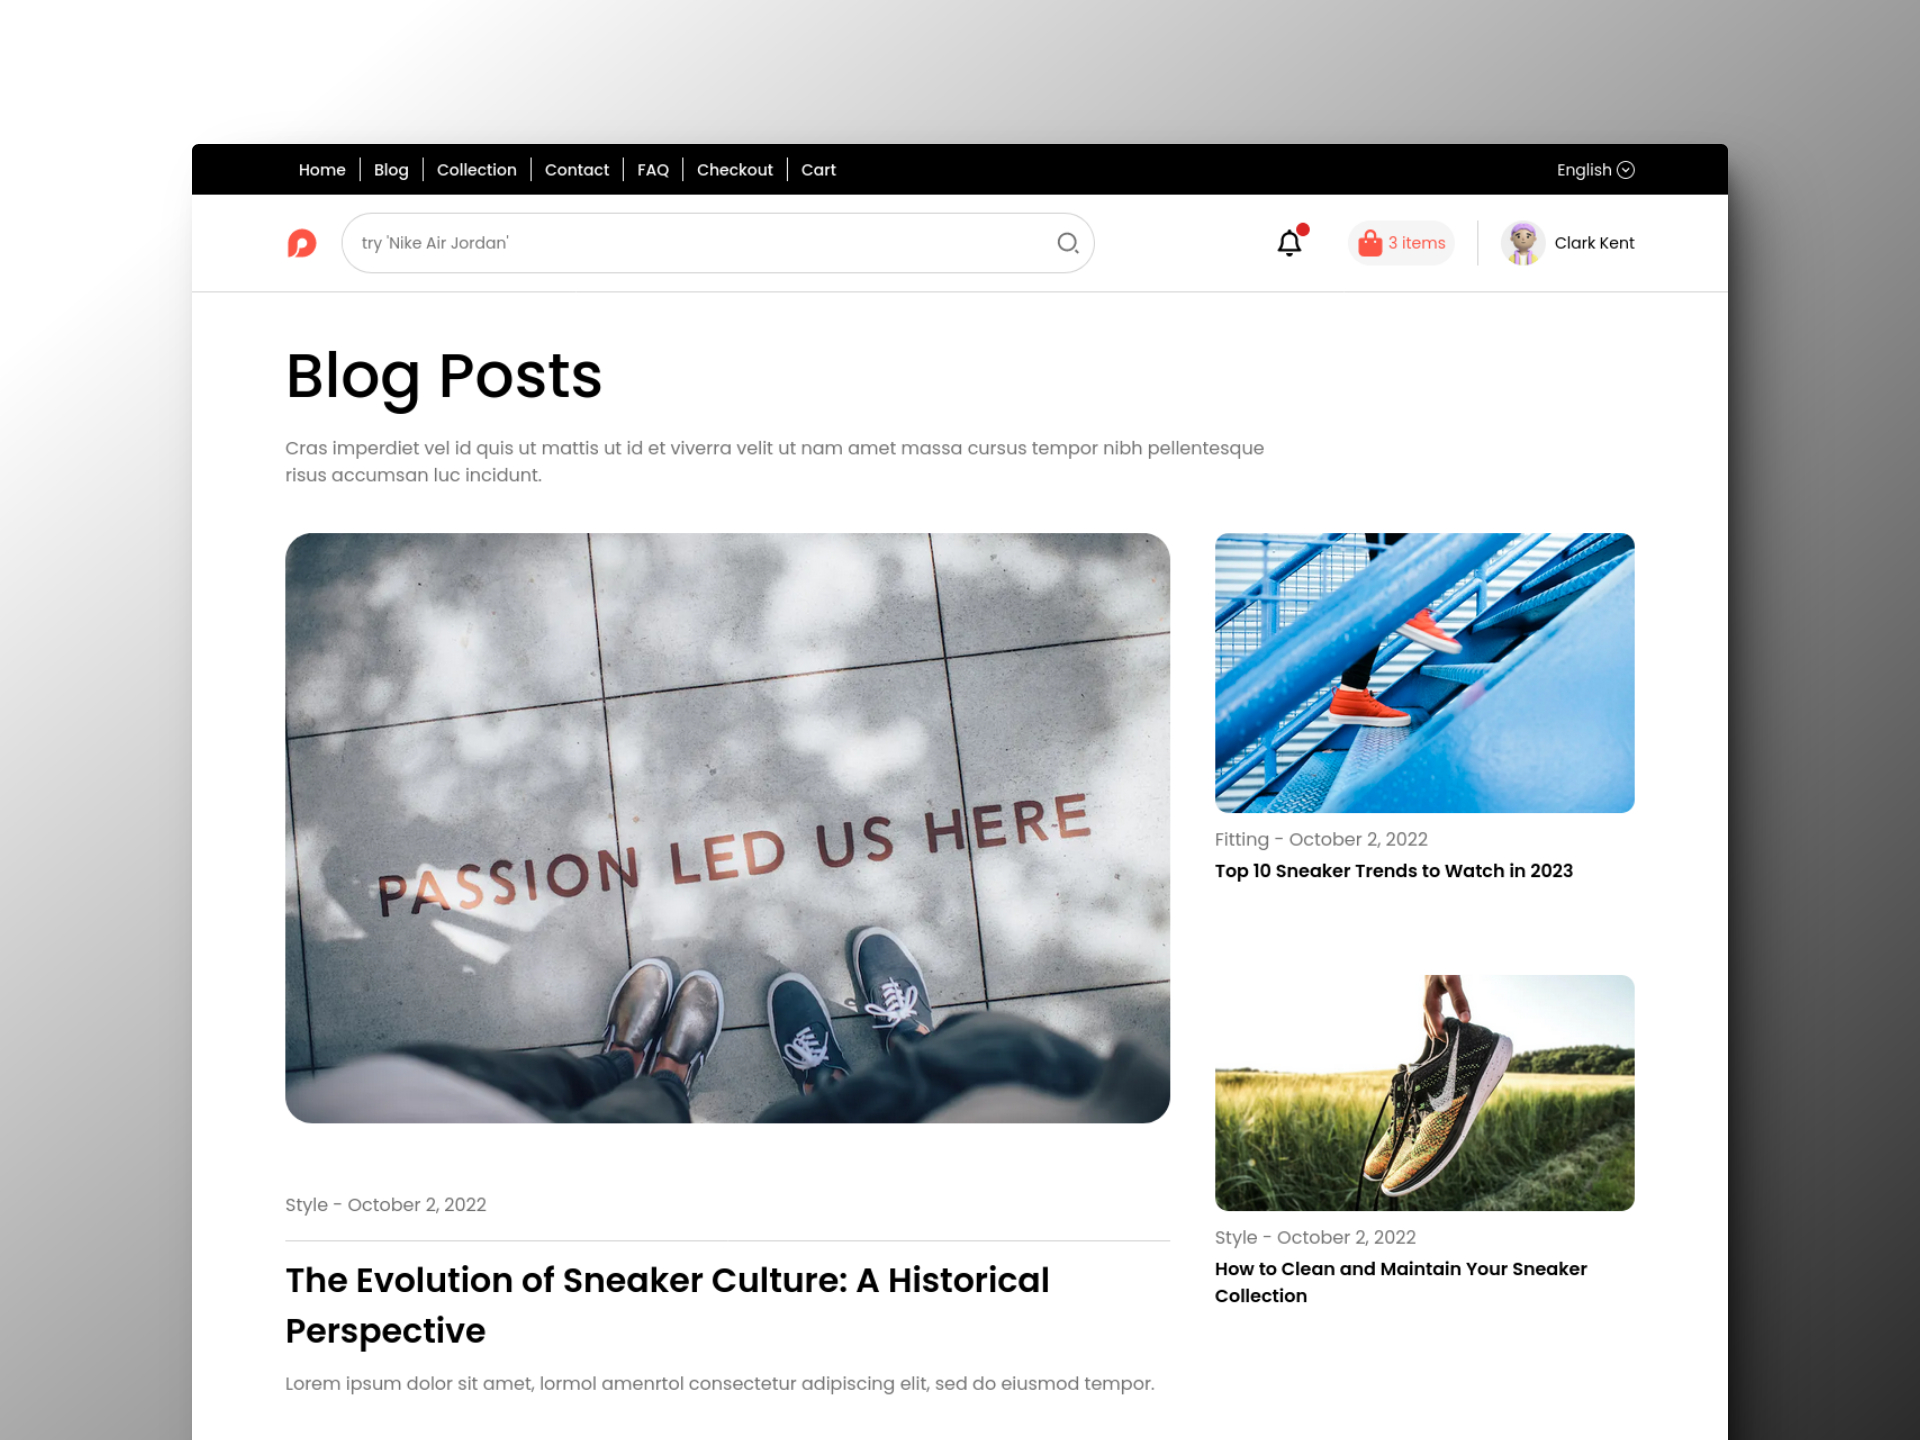 Home Blog Collection Contact FAQ Checkout Cart English
try 'Nike Air Jordan' 3 items Clark Kent
Blog Posts
Cras imperdiet vel id quis ut mattis ut id et viverra velit ut nam amet massa cursus tempor nibh pellentesque
risus accumsan luc incidunt.
PASSION LED US HERE
Style - October 2, 2022
The Evolution of Sneaker Culture: A Historical
Perspective
Lorem ipsum dolor sit amet, lormol amenrtol consectetur adipiscing elit, sed do eiusmod tempor.
Fitting - October 2, 2022
Top 10 Sneaker Trends to Watch in 2023
Style - October 2, 2022
How to Clean and Maintain Your Sneaker
Collection